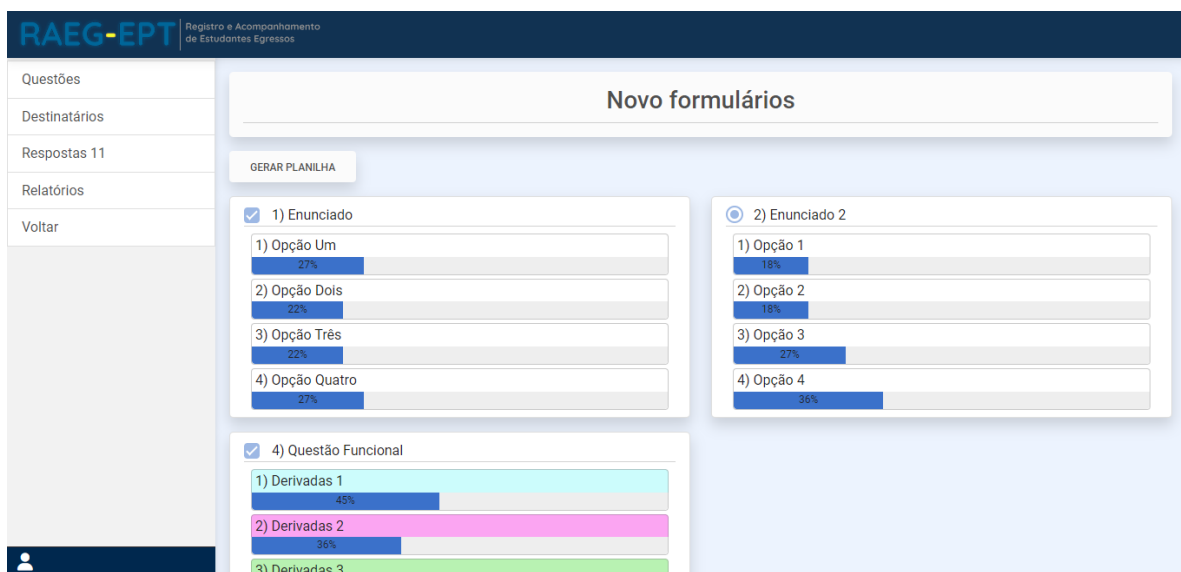 RAEG-EPT
Registro e Acompanhamento
de Estudantes Egressos
Questões
Destinatários
Respostas 11
Relatórios
Voltar
Novo formulários
GERAR PLANILHA
1) Enunciado
1) Opção Um
27%
2) Opção Dois
22%
3) Opção Três
22%
4) Opção Quatro
27%
2) Enunciado 2
1) Opção 1
18%
2) Opção 2
18%
3) Opção 3
27%
4) Opção 4
36%
4) Questão Funcional
1) Derivadas 1
45%
2) Derivadas 2
36%
3) Derivadas 3